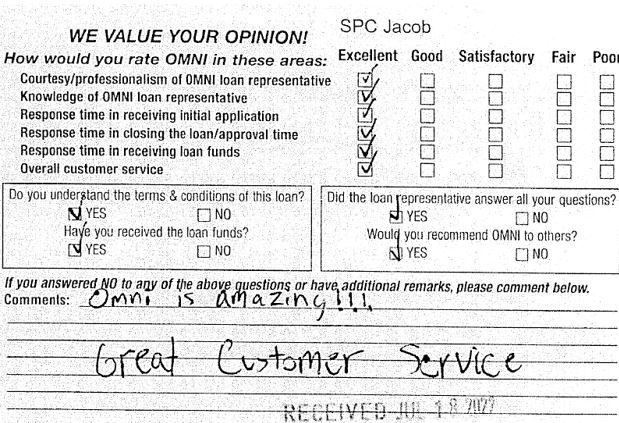 SPC Jacob
WE VALUE YOUR OPINION!
How would you rate OMNI in these areas: Excellent Good Satisfactory Fair Poor
Courtesy/professionalism of OMNI loan representative
Knowledge of OMNI loan representative
Response time in receiving initial application
Response time in closing the loan/approval time
Response time in receiving loan funds
Overall customer service
Do you understand the terms & conditions of this loan?
YES NO
Have you received the loan funds?
YES NO
Did the loan representative answer all your questions?
YES NO
Would you recommend OMNI to others?
YES NO
If you answered NO to any of the above questions or have additional remarks, please comment below.
Comments: Omni is amazing!!!.
Great Customer Service
RECEIVED JUL 18 2022